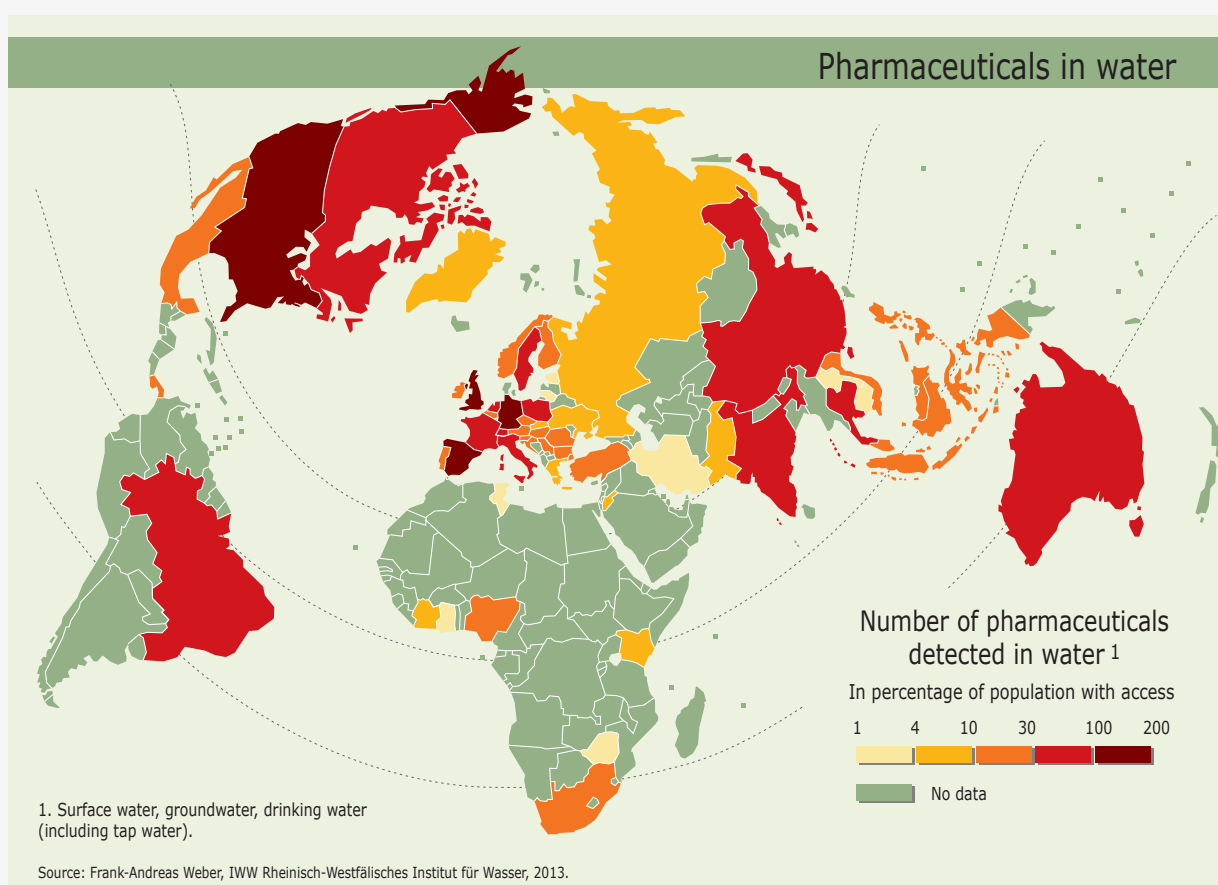 Pharmaceuticals in water
Number of pharmaceuticals
detected in water 1
In percentage of population with access
1 4 10 30 100 200
No data
1. Surface water, groundwater, drinking water
(including tap water).
Source: Frank-Andreas Weber, IWW Rheinisch-Westfälisches Institut für Wasser, 2013.